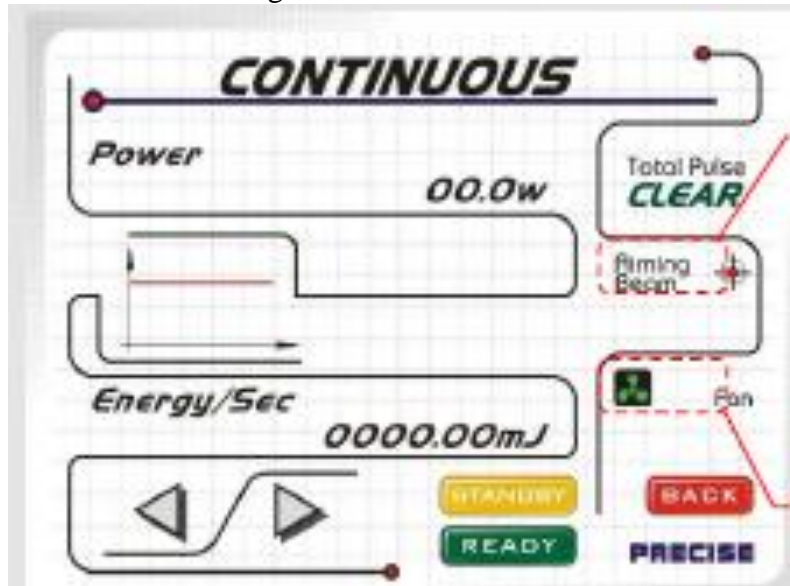 CONTINUOUS
Power
00.0w
Total Pulse
CLEAR
Aiming
Beam
Energy/Sec
0000.00mJ
Fan
STANDBY
READY
BACK
PRECISE